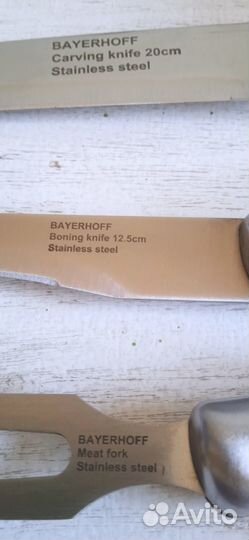 BAYERHOFF
Carving knife 20cm
Stainless steel
BAYERHOFF
Boning knife 12.5cm
Stainless steel
BAYERHOFF
Meat fork
Stainless steel
Avito